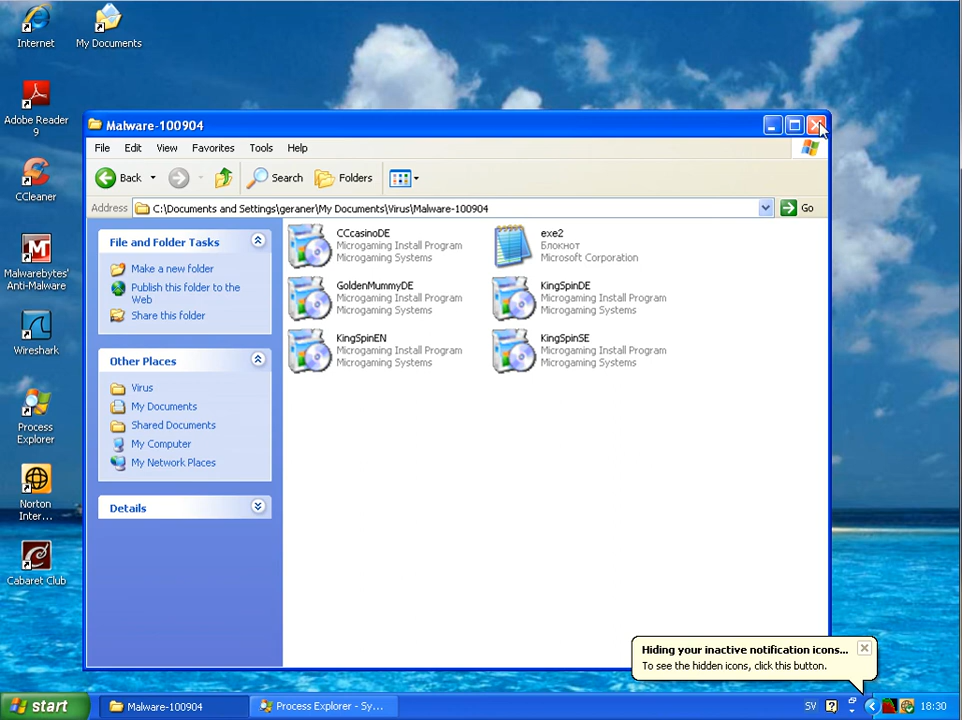 Internet
My Documents
Adobe Reader
9
CCleaner
Malwarebytes'
Anti-Malware
Wireshark
Process
Explorer
Norton
Inter...
Cabaret Club
Malware-100904
File Edit View Favorites Tools Help
Back Search Folders
Address C:\Documents and Settings\geraner\My Documents\Virus\Malware-100904 Go
File and Folder Tasks
Make a new folder
Publish this folder to the
Web
Share this folder
Other Places
Virus
My Documents
Shared Documents
My Computer
My Network Places
Details
CCcasinoDE
Microgaming Install Program
Microgaming Systems
exe2
Блокнот
Microsoft Corporation
GoldenMummyDE
Microgaming Install Program
Microgaming Systems
KingSpinDE
Microgaming Install Program
Microgaming Systems
KingSpinEN
Microgaming Install Program
Microgaming Systems
KingSpinSE
Microgaming Install Program
Microgaming Systems
Hiding your inactive notification icons...
To see the hidden icons, click this button.
start Malware-100904 Process Explorer - Sy... SV 18:30